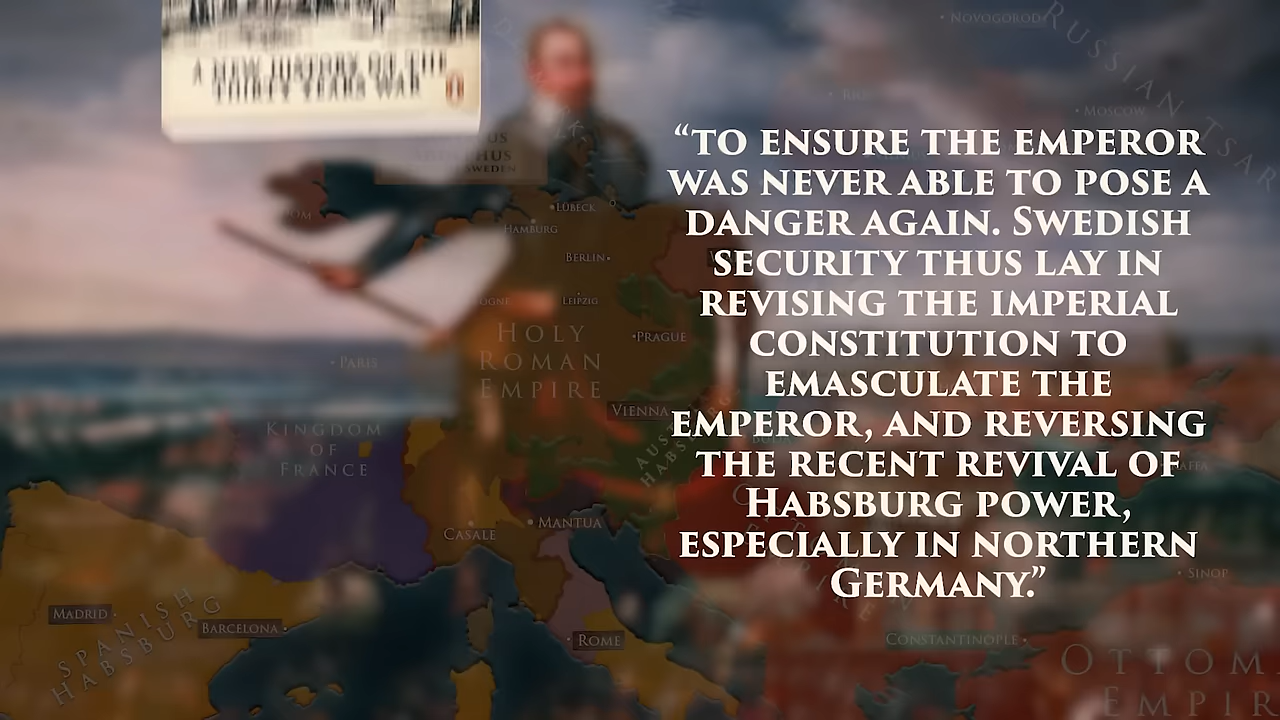 A NEW HISTORY OF THE
THIRTY YEARS WAR
SWEDEN
NOVOGOROD
RUSSIAN TSAR
MOSCOW
LÜBECK
HAMBURG
BERLIN
LEIPZIG
HOLY
ROMAN
EMPIRE
PRAGUE
PARIS
VIENNA
KINGDOM
OF
FRANCE
CASALE
MANTUA
MADRID
BARCELONA
SPANISH
HABSBURG
ROME
SINOP
CONSTANTINOPLE
OTTOM
EMPIR
“TO ENSURE THE EMPEROR
WAS NEVER ABLE TO POSE A
DANGER AGAIN. SWEDISH
SECURITY THUS LAY IN
REVISING THE IMPERIAL
CONSTITUTION TO
EMASCULATE THE
EMPEROR, AND REVERSING
THE RECENT REVIVAL OF
HABSBURG POWER,
ESPECIALLY IN NORTHERN
GERMANY.”